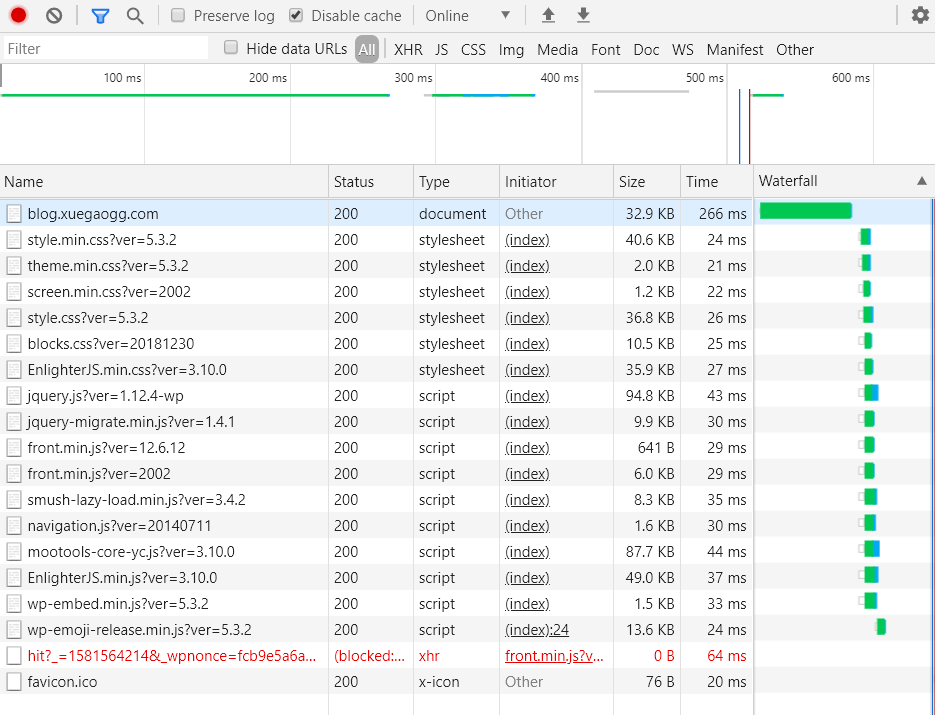 Preserve log Disable cache Online
Filter Hide data URLs All XHR JS CSS Img Media Font Doc WS Manifest Other
100 ms 200 ms 300 ms 400 ms 500 ms 600 ms
Name Status Type Initiator Size Time Waterfall
blog.xuegaogg.com 200 document Other 32.9 KB 266 ms
style.min.css?ver=5.3.2 200 stylesheet (index) 40.6 KB 24 ms
theme.min.css?ver=5.3.2 200 stylesheet (index) 2.0 KB 21 ms
screen.min.css?ver=2002 200 stylesheet (index) 1.2 KB 22 ms
style.css?ver=5.3.2 200 stylesheet (index) 36.8 KB 26 ms
blocks.css?ver=20181230 200 stylesheet (index) 10.5 KB 25 ms
EnlighterJS.min.css?ver=3.10.0 200 stylesheet (index) 35.9 KB 27 ms
jquery.js?ver=1.12.4-wp 200 script (index) 94.8 KB 43 ms
jquery-migrate.min.js?ver=1.4.1 200 script (index) 9.9 KB 30 ms
front.min.js?ver=12.6.12 200 script (index) 641 B 29 ms
front.min.js?ver=2002 200 script (index) 6.0 KB 29 ms
smush-lazy-load.min.js?ver=3.4.2 200 script (index) 8.3 KB 35 ms
navigation.js?ver=20140711 200 script (index) 1.6 KB 30 ms
mootools-core-yc.js?ver=3.10.0 200 script (index) 87.7 KB 44 ms
EnlighterJS.min.js?ver=3.10.0 200 script (index) 49.0 KB 37 ms
wp-embed.min.js?ver=5.3.2 200 script (index) 1.5 KB 33 ms
wp-emoji-release.min.js?ver=5.3.2 200 script (index):24 13.6 KB 24 ms
hit?_=1581564214&_wpnonce=fcb9e5a6a... (blocked:... xhr front.min.js?v... 0 B 64 ms
favicon.ico 200 x-icon Other 76 B 20 ms